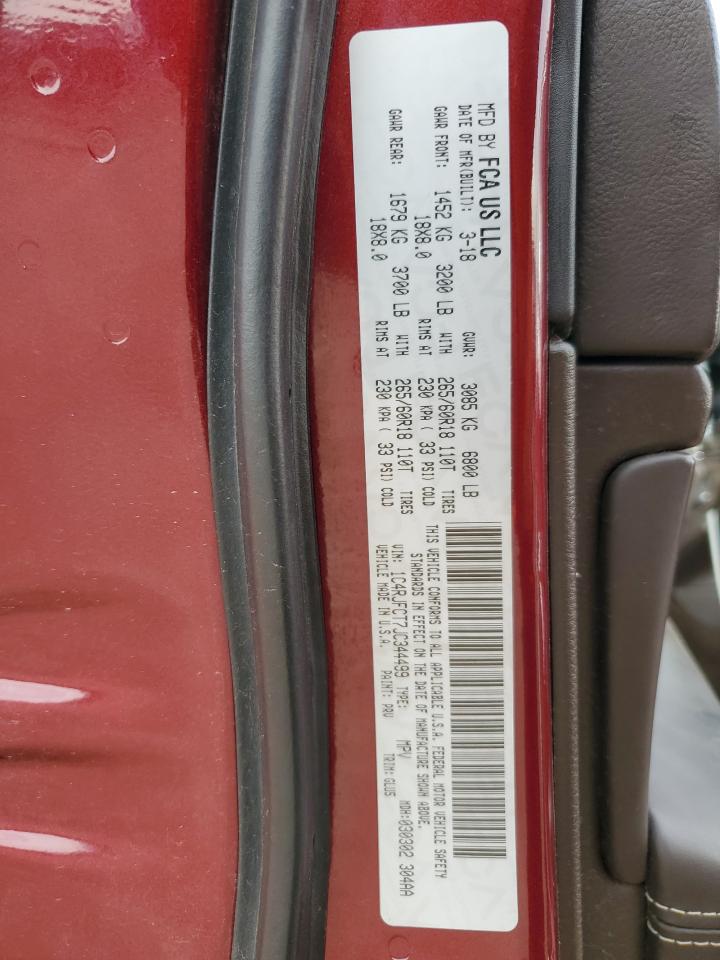 MFD BY FCA US LLC
DATE OF MFR(BUILT): 3-18 GVWR: 3085 KG 6800 LB
GAWR FRONT: 1452 KG 3200 LB WITH 265/60R18 110T TIRES
18X8.0 RIMS AT 230 KPA ( 33 PSI) COLD
GAWR REAR: 1679 KG 3700 LB WITH 265/60R18 110T TIRES
18X8.0 RIMS AT 230 KPA ( 33 PSI) COLD
THIS VEHICLE CONFORMS TO ALL APPLICABLE U.S.A. FEDERAL MOTOR VEHICLE SAFETY
STANDARDS IN EFFECT ON THE DATE OF MANUFACTURE SHOWN ABOVE.
VIN: 1C4RJFCT7JC344499 TYPE: MPV MDH:030302 304AA
VEHICLE MADE IN U.S.A. PAINT: PRV TRIM:GLU5